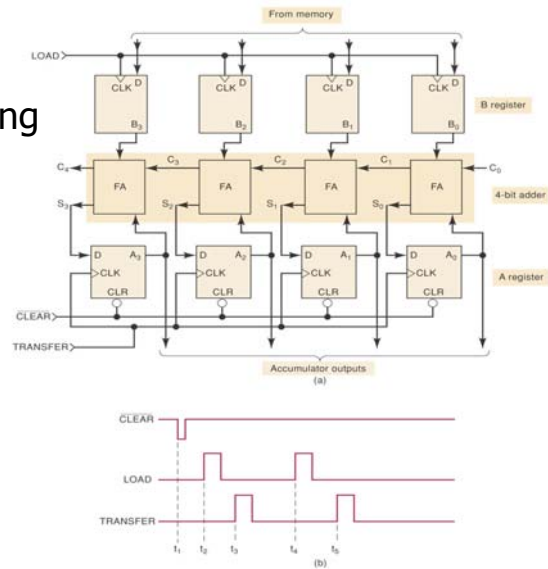 ng
From memory
LOAD
D D D D
CLK CLK CLK CLK
B register
B3 B2 B1 B0
C4 C3 C2 C1 C0
FA FA FA FA
4-bit adder
S3 S2 S1 S0
D A3 D A2 D A1 D A0
CLK CLK CLK CLK
A register
CLR CLR CLR CLR
CLEAR
TRANSFER
Accumulator outputs
(a)
CLEAR
LOAD
TRANSFER
t1 t2 t3 t4 t5
(b)